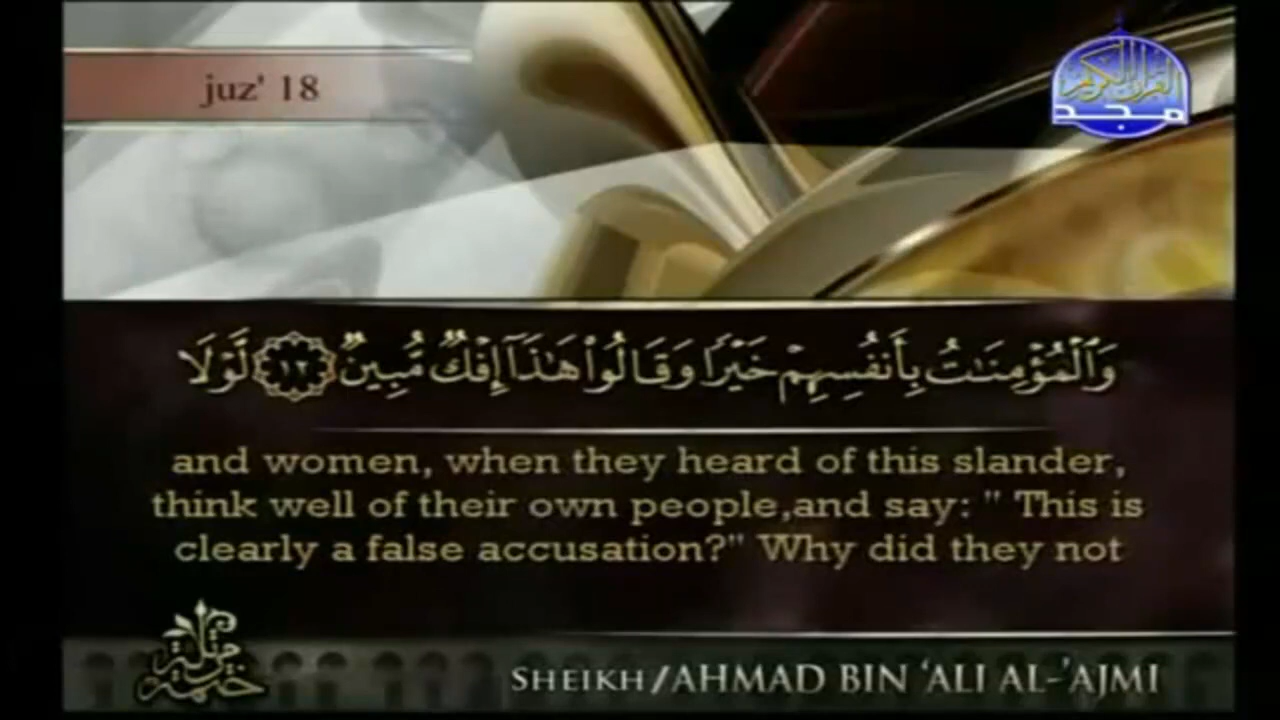 juz' 18
القرآن الكريم
مجد
وَٱلْمُؤْمِنَـٰتُ بِأَنفُسِهِمْ خَيْرًا وَقَالُوا۟ هَـٰذَآ إِفْكٌ مُّبِينٌ ١٢ لَّوْلَا
and women, when they heard of this slander,
think well of their own people,and say: " This is
clearly a false accusation?" Why did they not
ختمة مرتلة
SHEIKH/AHMAD BIN ‘ALI AL-’AJMI